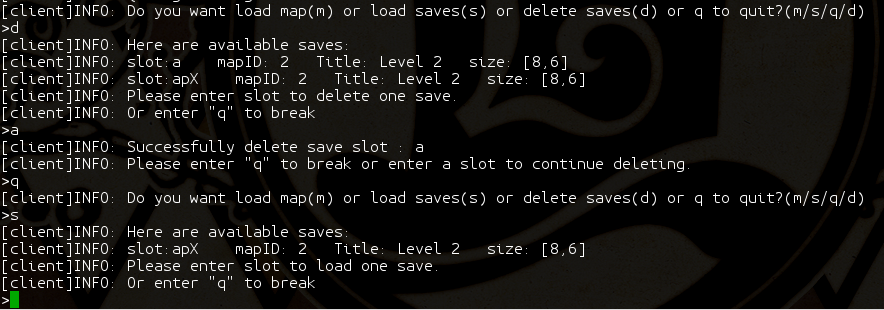 [client]INFO: Do you want load map(m) or load saves(s) or delete saves(d) or q to quit?(m/s/q/d)
>d
[client]INFO: Here are available saves:
[client]INFO: slot:a    mapID: 2   Title: Level 2   size: [8,6]
[client]INFO: slot:apX    mapID: 2   Title: Level 2   size: [8,6]
[client]INFO: Please enter slot to delete one save.
[client]INFO: Or enter "q" to break
>a
[client]INFO: Successfully delete save slot : a
[client]INFO: Please enter "q" to break or enter a slot to continue deleting.
>q
[client]INFO: Do you want load map(m) or load saves(s) or delete saves(d) or q to quit?(m/s/q/d)
>s
[client]INFO: Here are available saves:
[client]INFO: slot:apX    mapID: 2   Title: Level 2   size: [8,6]
[client]INFO: Please enter slot to load one save.
[client]INFO: Or enter "q" to break
>